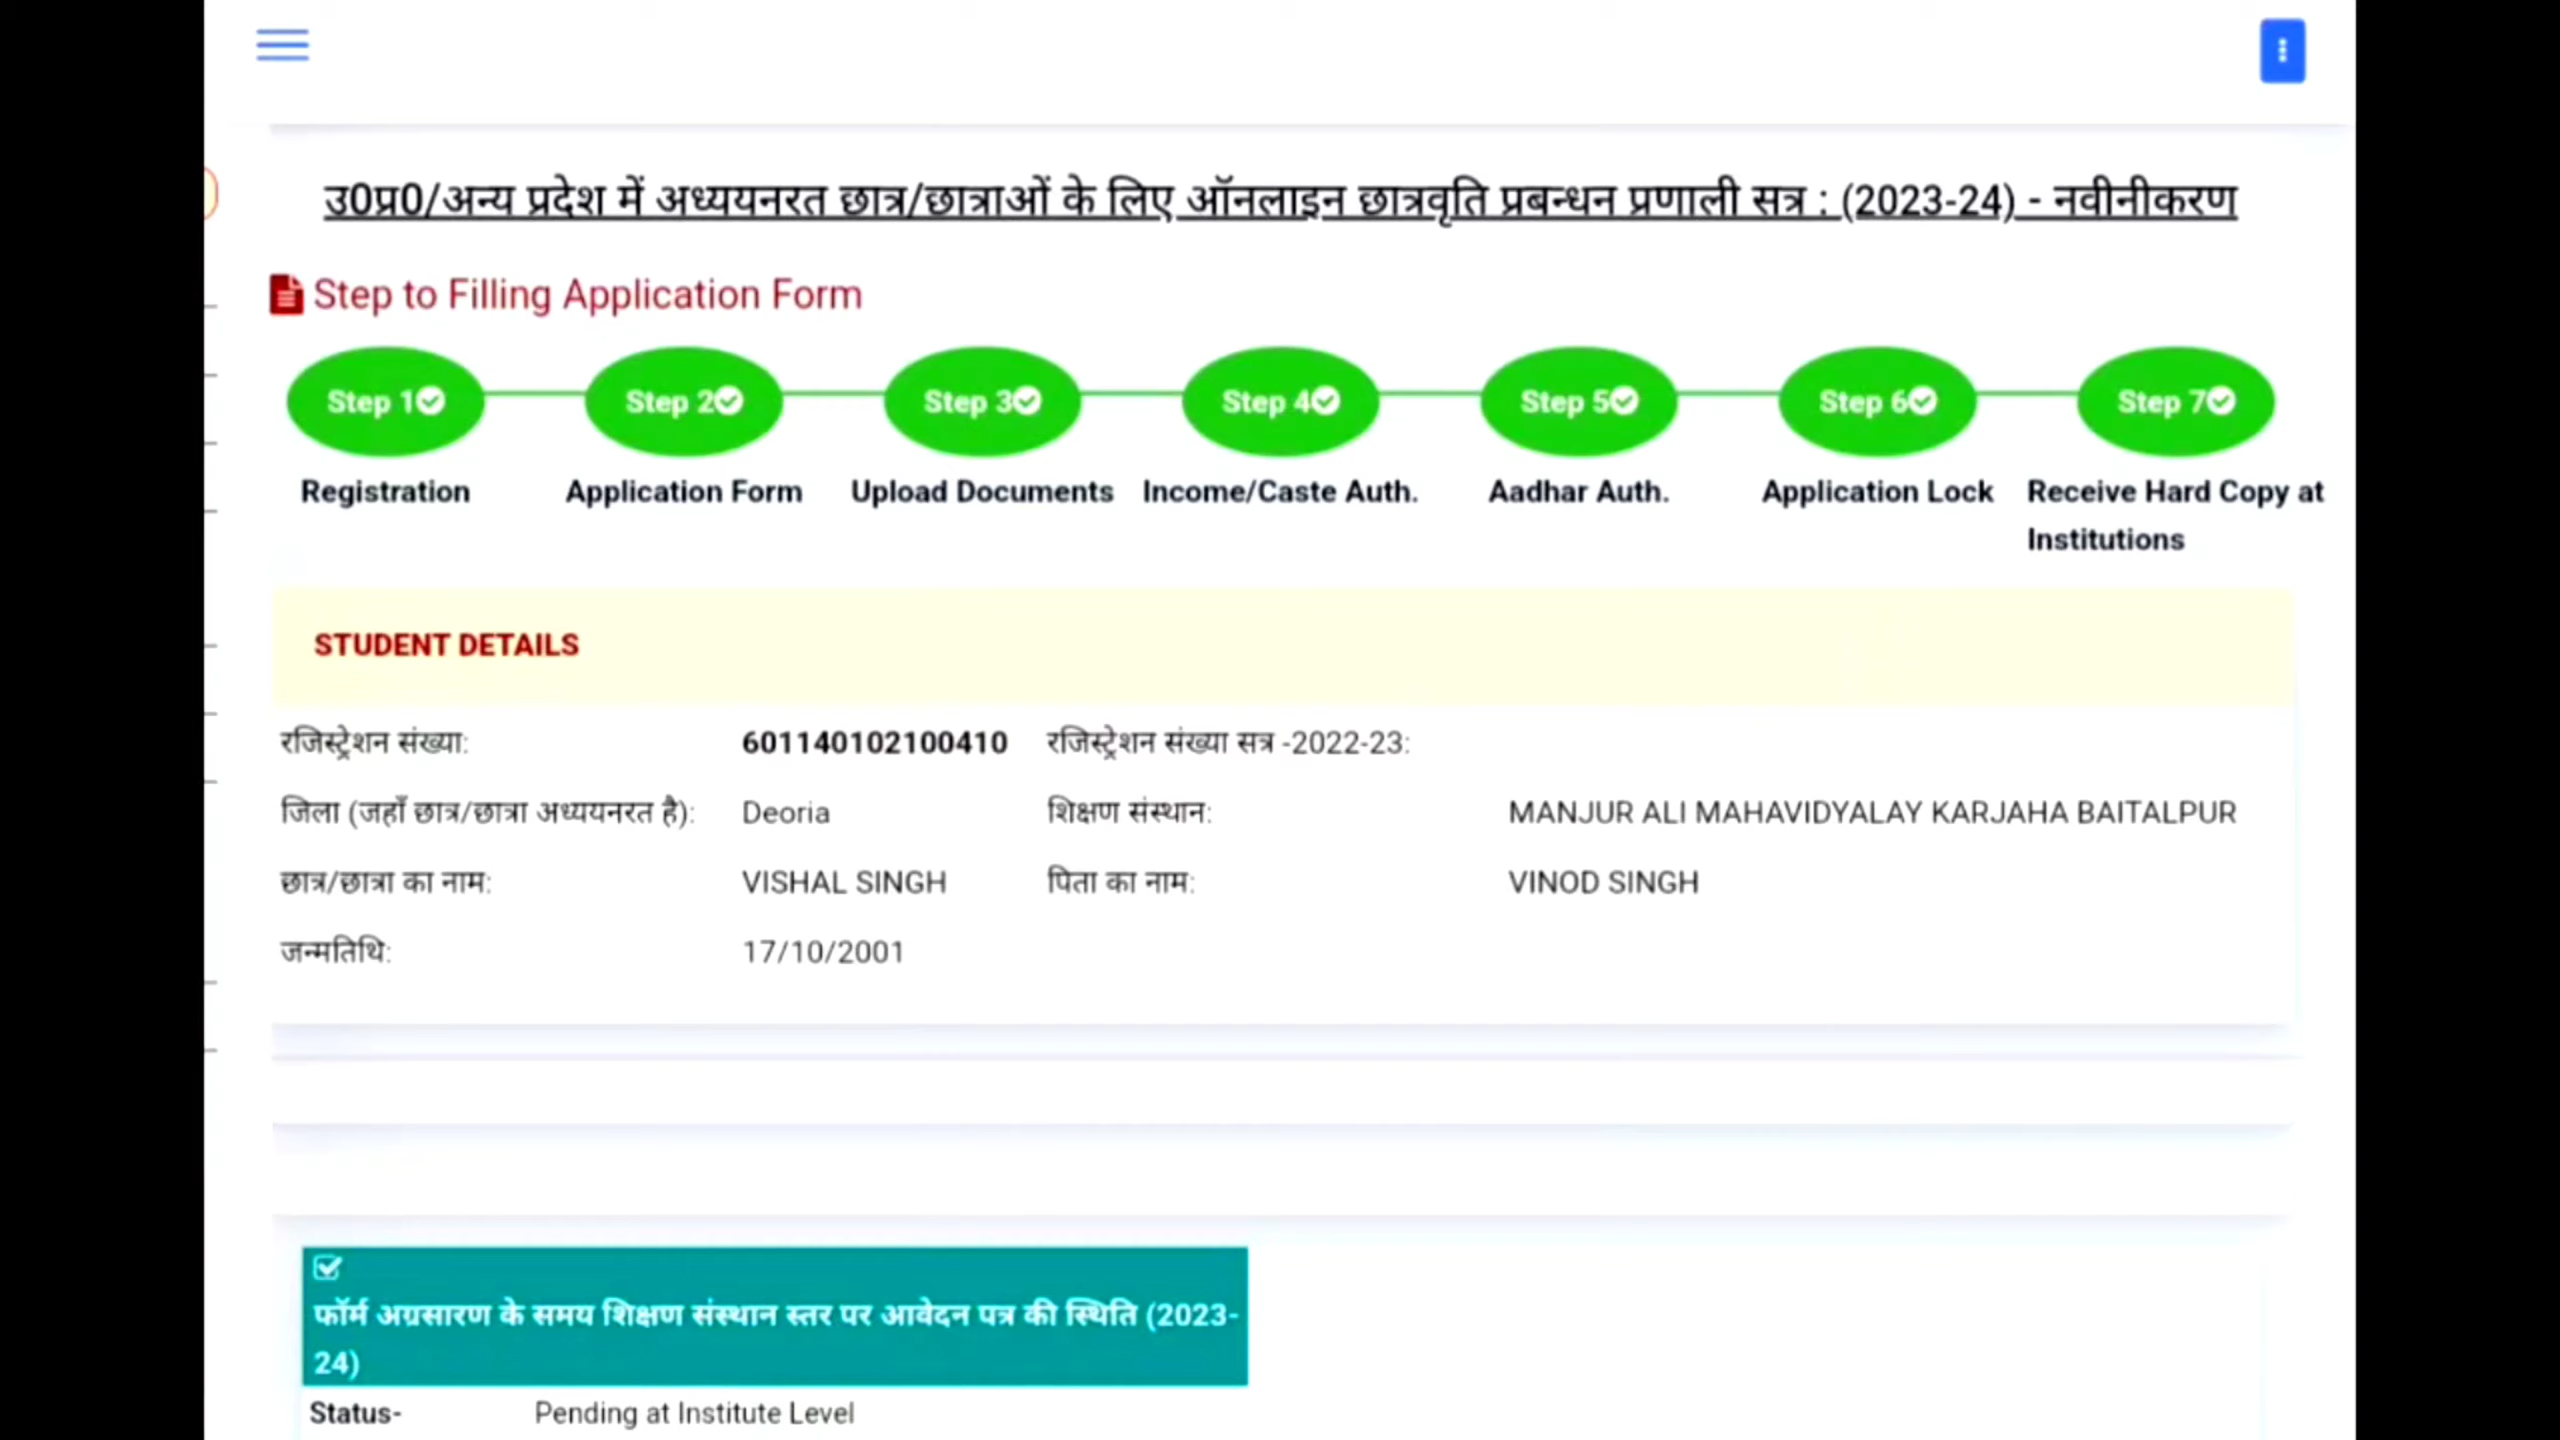 उ0प्र0/अन्य प्रदेश में अध्ययनरत छात्र/छात्राओं के लिए ऑनलाइन छात्रवृति प्रबन्धन प्रणाली सत्र : (2023-24) - नवीनीकरण
Step to Filling Application Form
Step 1 Step 2 Step 3 Step 4 Step 5 Step 6 Step 7
Registration Application Form Upload Documents Income/Caste Auth. Aadhar Auth. Application Lock Receive Hard Copy at
Institutions
STUDENT DETAILS
रजिस्ट्रेशन संख्या: 601140102100410 रजिस्ट्रेशन संख्या सत्र -2022-23:
जिला (जहाँ छात्र/छात्रा अध्ययनरत है): Deoria शिक्षण संस्थान: MANJUR ALI MAHAVIDYALAY KARJAHA BAITALPUR
छात्र/छात्रा का नाम: VISHAL SINGH पिता का नाम: VINOD SINGH
जन्मतिथि: 17/10/2001
फॉर्म अग्रसारण के समय शिक्षण संस्थान स्तर पर आवेदन पत्र की स्थिति (2023-
24)
Status- Pending at Institute Level